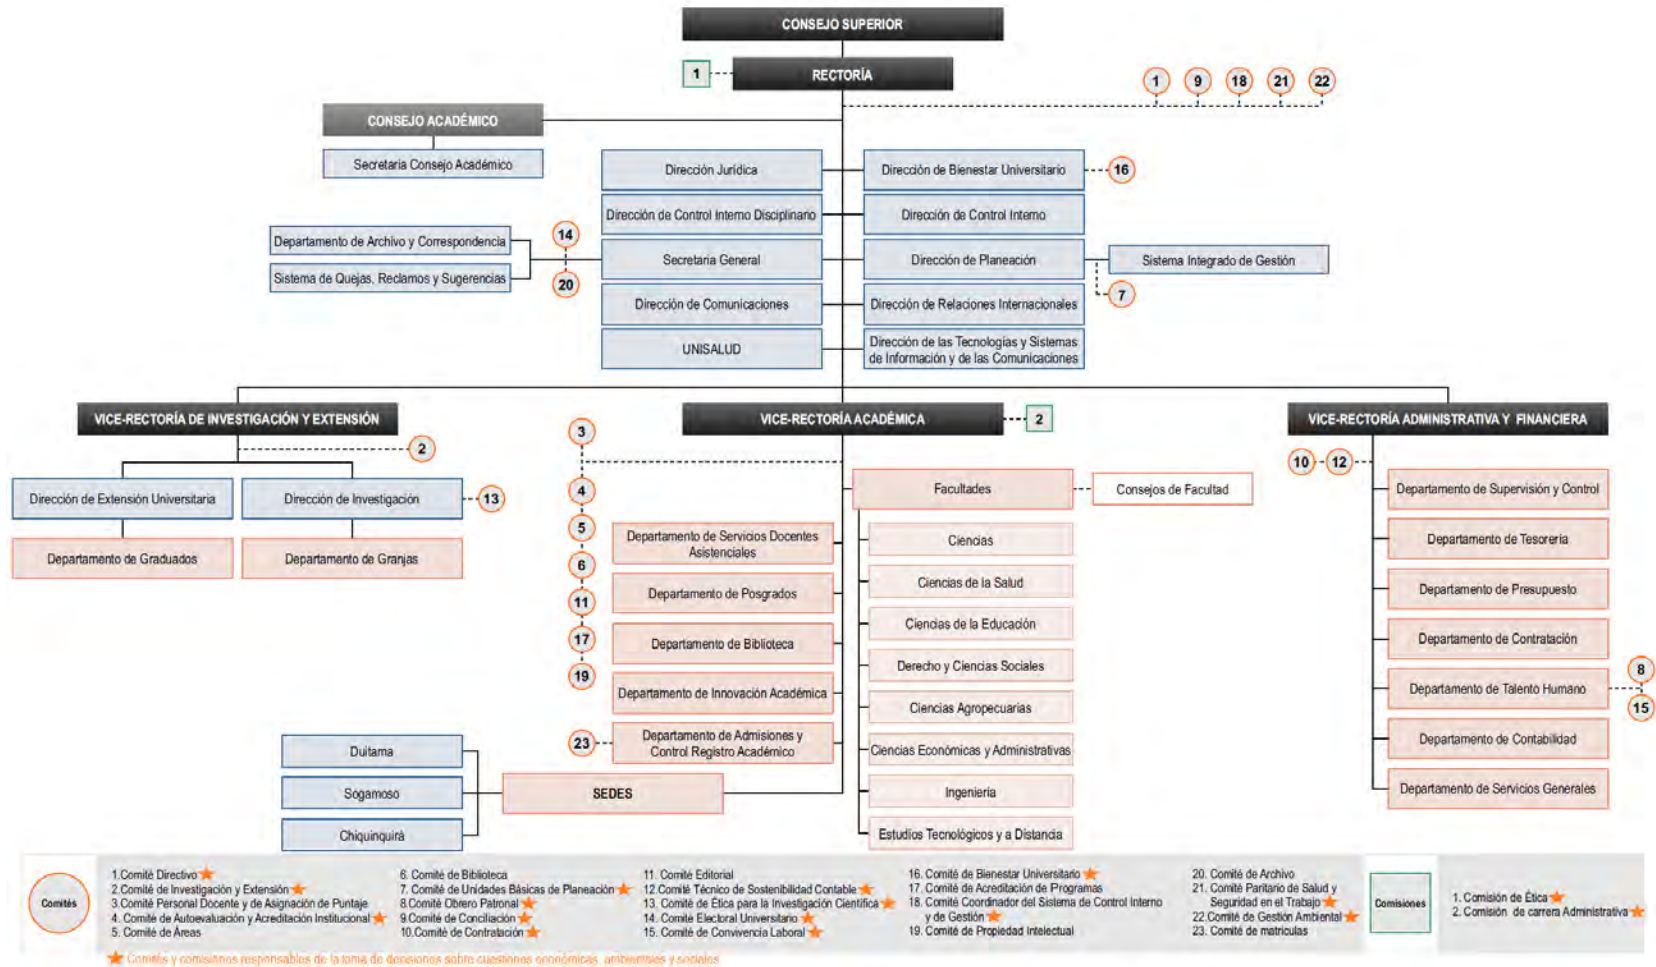 CONSEJO SUPERIOR
1
RECTORÍA
1 9 18 21 22
CONSEJO ACADÉMICO
Secretaria Consejo Académico
Dirección Jurídica
Dirección de Bienestar Universitario
16
Dirección de Control Interno Disciplinario
Dirección de Control Interno
Departamento de Archivo y Correspondencia
14
Secretaria General
Dirección de Planeación
Sistema Integrado de Gestión
Sistema de Quejas, Reclamos y Sugerencias
20
7
Dirección de Comunicaciones
Dirección de Relaciones Internacionales
UNISALUD
Dirección de las Tecnologías y Sistemas
de Información y de las Comunicaciones
VICE-RECTORÍA DE INVESTIGACIÓN Y EXTENSIÓN
2
Dirección de Extensión Universitaria
Dirección de Investigación
13
Departamento de Graduados
Departamento de Granjas
VICE-RECTORÍA ACADÉMICA
2
3
4
5
6
11
17
19
Facultades
Consejos de Facultad
Departamento de Servicios Docentes
Asistenciales
Departamento de Posgrados
Departamento de Biblioteca
Departamento de Innovación Académica
23
Departamento de Admisiones y
Control Registro Académico
Ciencias
Ciencias de la Salud
Ciencias de la Educación
Derecho y Ciencias Sociales
Ciencias Agropecuarias
Ciencias Económicas y Administrativas
Ingeniería
Estudios Tecnológicos y a Distancia
SEDES
Duitama
Sogamoso
Chiquinquirá
VICE-RECTORÍA ADMINISTRATIVA Y FINANCIERA
10 12
Departamento de Supervisión y Control
Departamento de Tesorería
Departamento de Presupuesto
Departamento de Contratación
Departamento de Talento Humano
8
15
Departamento de Contabilidad
Departamento de Servicios Generales
Comités
1.Comité Directivo
2.Comité de Investigación y Extensión
3.Comité Personal Docente y de Asignación de Puntaje
4. Comité de Autoevaluación y Acreditación Institucional
5. Comité de Áreas
6. Comité de Biblioteca
7. Comité de Unidades Básicas de Planeación
8. Comité Obrero Patronal
9.Comité de Conciliación
10.Comité de Contratación
11. Comité Editorial
12.Comité Técnico de Sostenibilidad Contable
13. Comité de Ética para la Investigación Científica
14. Comité Electoral Universitario
15. Comité de Convivencia Laboral
16. Comité de Bienestar Universitario
17. Comité de Acreditación de Programas
18. Comité Coordinador del Sistema de Control Interno
y de Gestión
19. Comité de Propiedad Intelectual
20. Comité de Archivo
21. Comité Paritario de Salud y
Seguridad en el Trabajo
22.Comité de Gestión Ambiental
23. Comité de matriculas
Comisiones
1. Comisión de Ética
2. Comisión de carrera Administrativa
Comités y comisiones responsables de la toma de decisiones sobre cuestiones económicas, ambientales y sociales